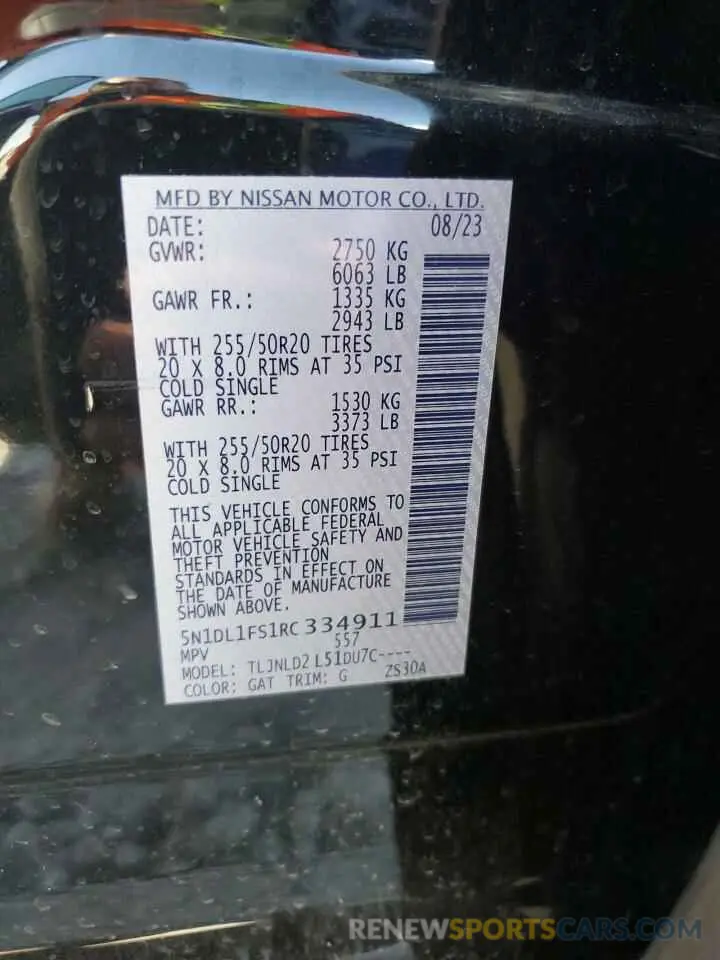 MFD BY NISSAN MOTOR CO., LTD.
DATE: 08/23
GVWR: 2750 KG
6063 LB
GAWR FR.: 1335 KG
2943 LB
WITH 255/50R20 TIRES
20 X 8.0 RIMS AT 35 PSI
COLD SINGLE
GAWR RR.: 1530 KG
3373 LB
WITH 255/50R20 TIRES
20 X 8.0 RIMS AT 35 PSI
COLD SINGLE
THIS VEHICLE CONFORMS TO
ALL APPLICABLE FEDERAL
MOTOR VEHICLE SAFETY AND
THEFT PREVENTION
STANDARDS IN EFFECT ON
THE DATE OF MANUFACTURE
SHOWN ABOVE.
5N1DL1FS1RC334911
MPV 557
MODEL: TLJNLD2 L51DU7C----
COLOR: GAT TRIM: G ZS30A
RENEWSPORTSCARS.COM